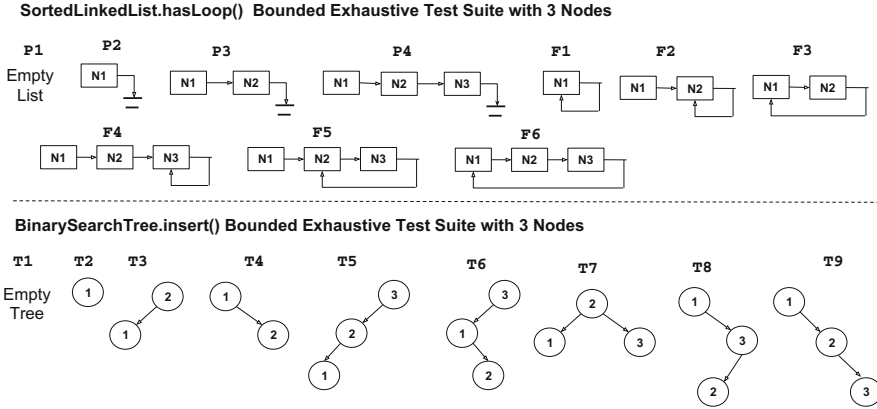 SortedLinkedList.hasLoop() Bounded Exhaustive Test Suite with 3 Nodes
P1 P2 P3 P4 F1 F2 F3
Empty List
N1
N1 N2
N1 N2 N3
N1
N1 N2
N1 N2
F4 F5 F6
N1 N2 N3
N1 N2 N3
N1 N2 N3
BinarySearchTree.insert() Bounded Exhaustive Test Suite with 3 Nodes
T1 T2 T3 T4 T5 T6 T7 T8 T9
Empty
Tree
1
2
1
1
2
3
2
1
3
1
2
2
1 3
1
3
2
1
2
3